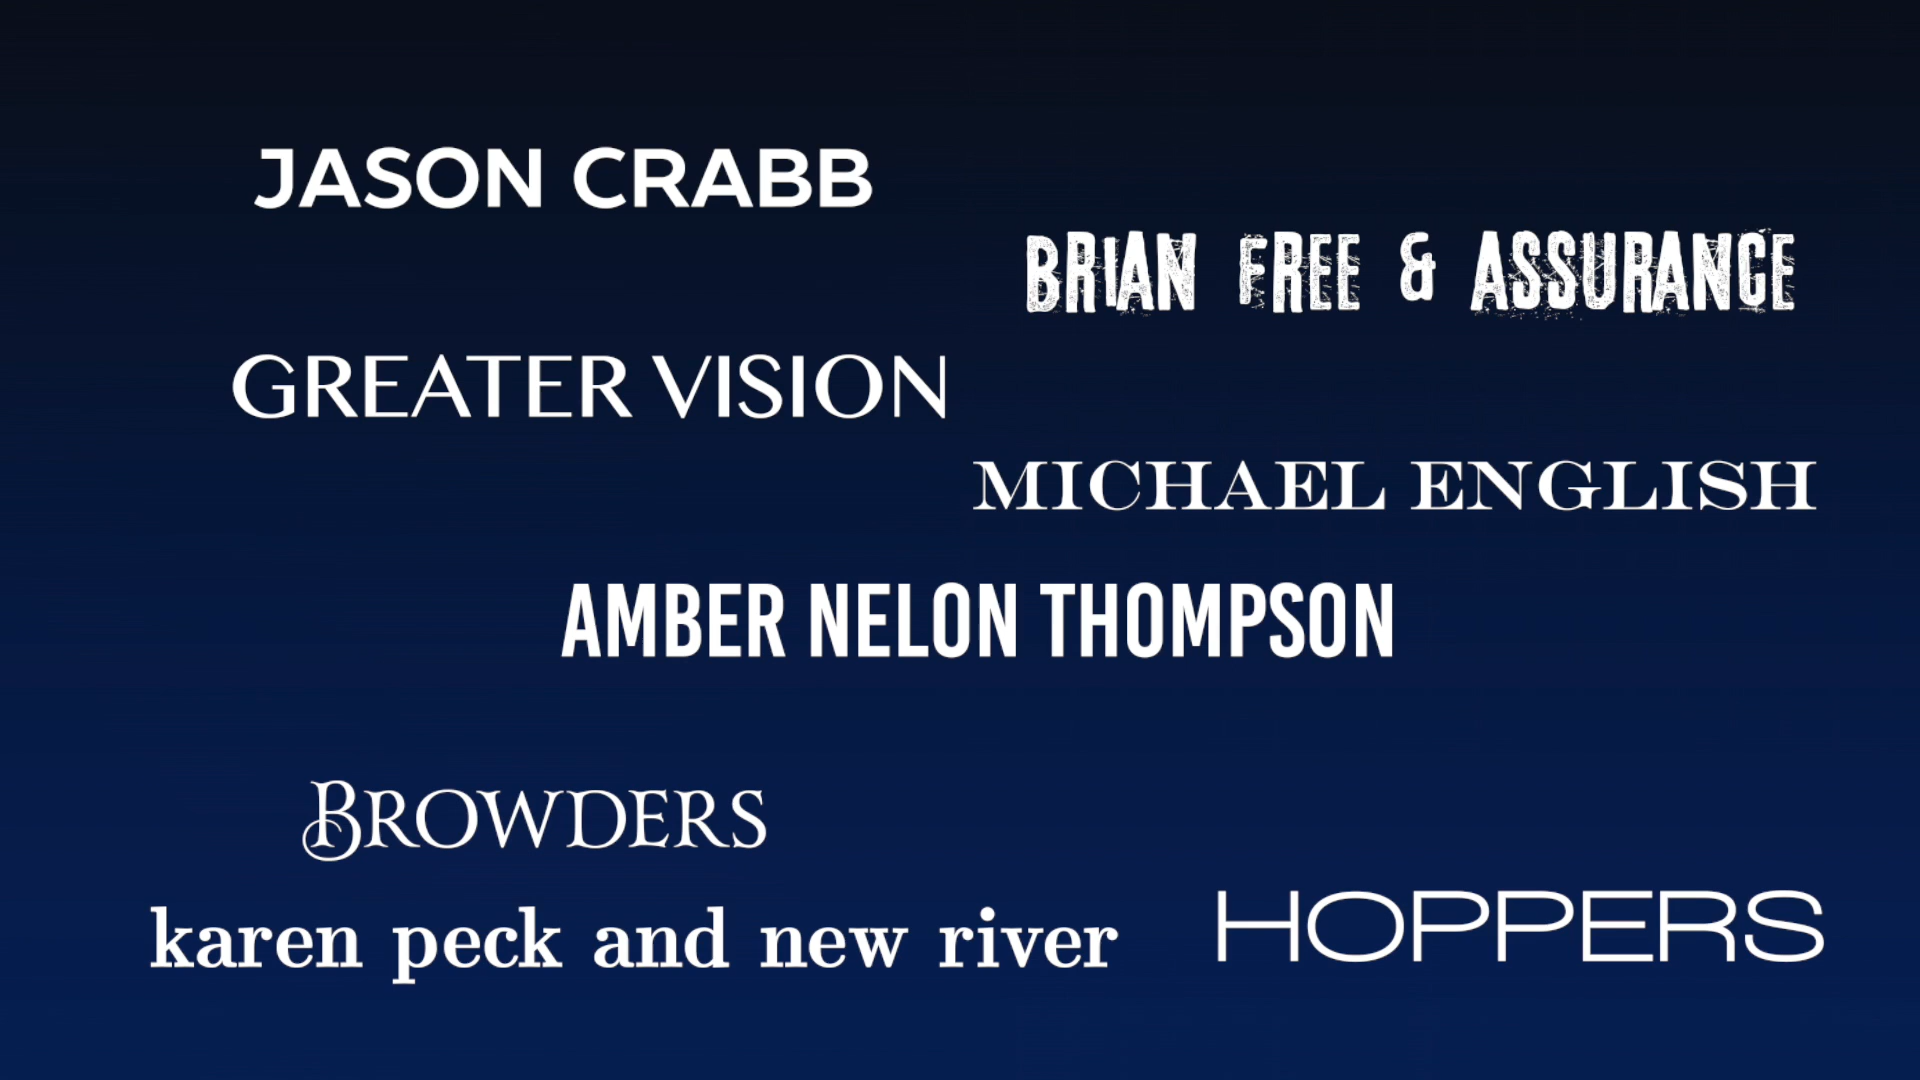 JASON CRABB
BRIAN FREE & ASSURANCE
GREATER VISION
MICHAEL ENGLISH
AMBER NELON THOMPSON
BROWDERS
karen peck and new river
HOPPERS